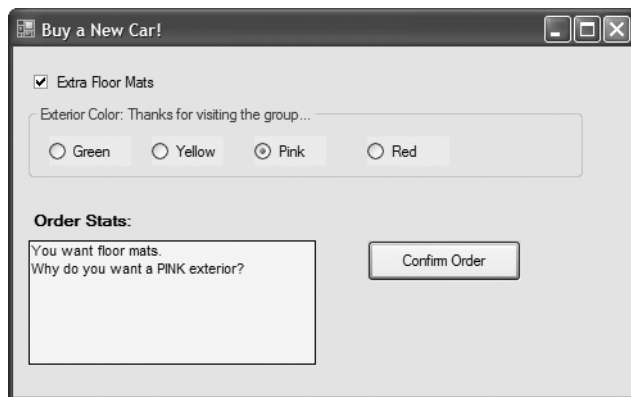 Buy a New Car!
Extra Floor Mats
Exterior Color: Thanks for visiting the group...
Green Yellow Pink Red
Order Stats:
You want floor mats.
Why do you want a PINK exterior?
Confirm Order